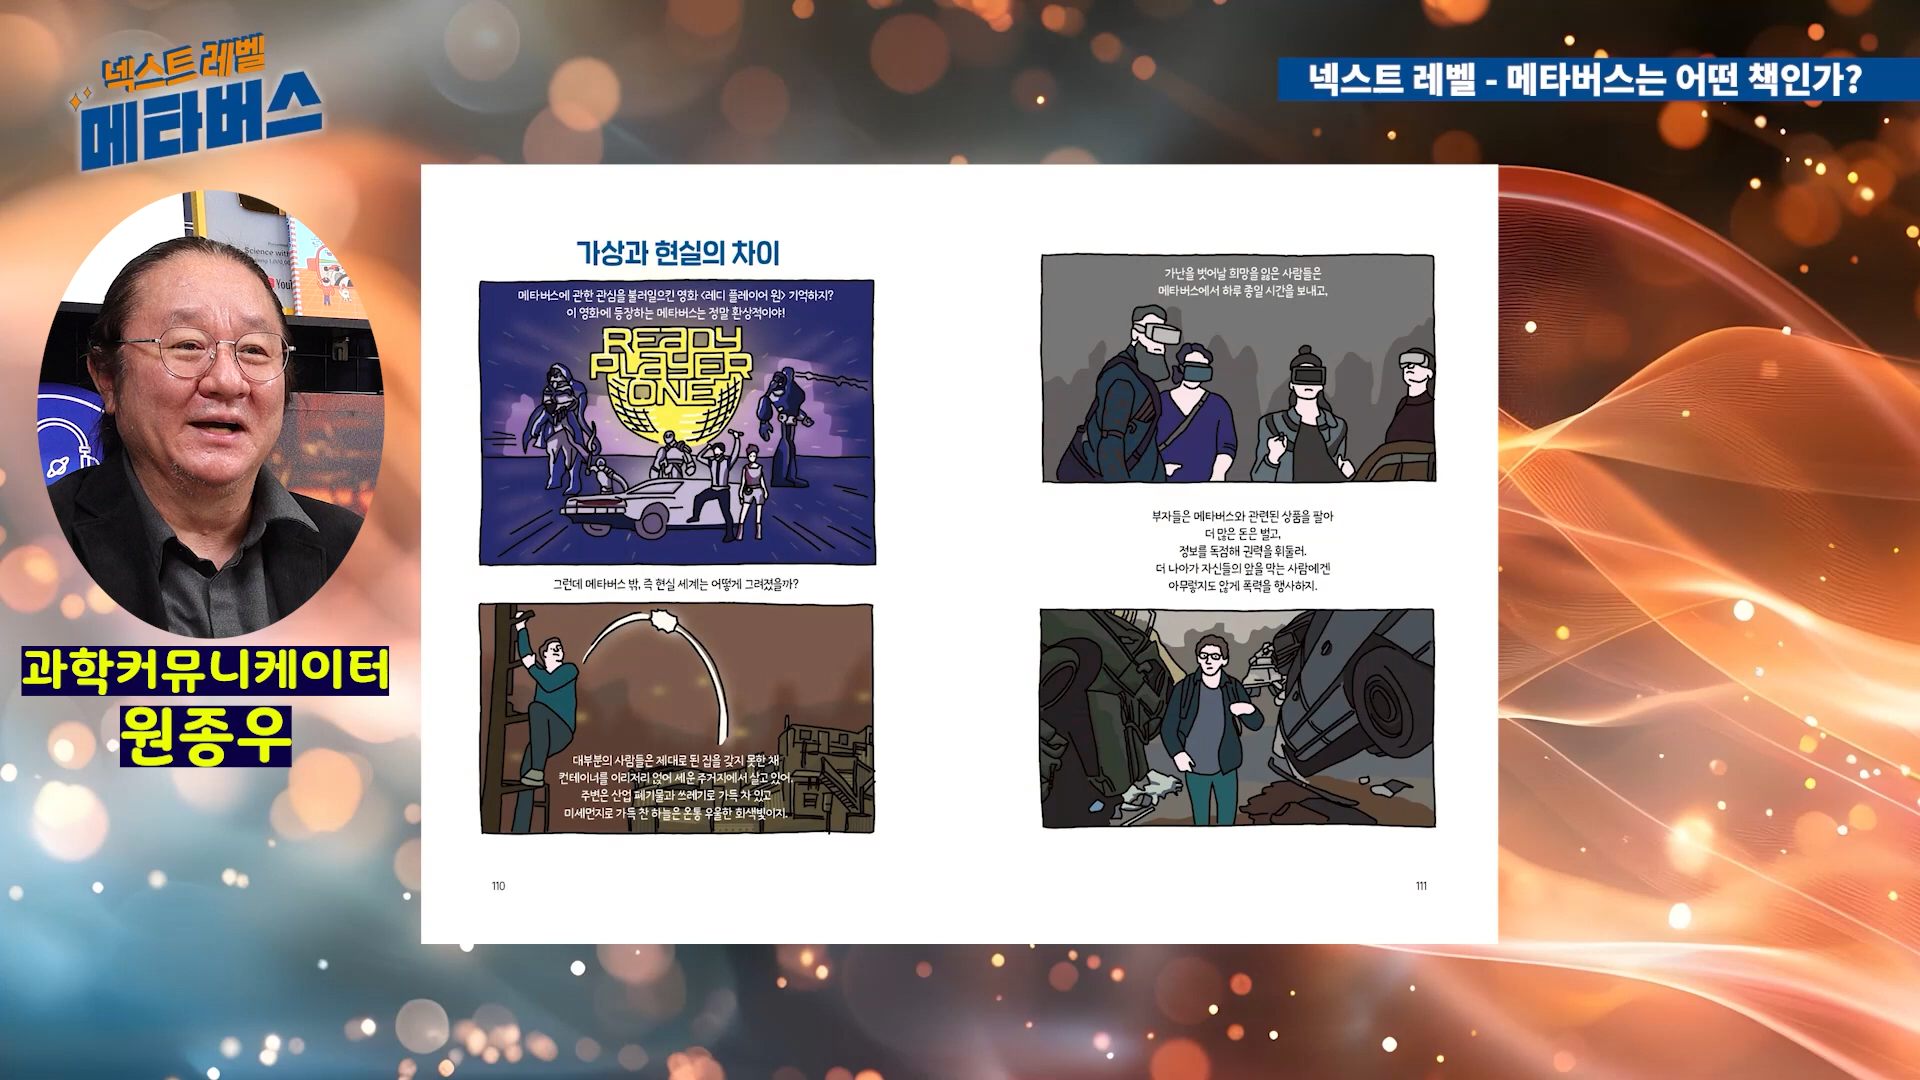 넥스트 레벨
메타버스
넥스트 레벨 - 메타버스는 어떤 책인가?
Science with
You
과학커뮤니케이터
원종우
가상과 현실의 차이
메타버스에 관한 관심을 불러일으킨 영화 <레디 플레이어 원> 기억하지?
이 영화에 등장하는 메타버스는 정말 환상적이야!
READY
PLAYER
ONE
그런데 메타버스 밖, 즉 현실 세계는 어떻게 그려졌을까?
대부분의 사람들은 제대로 된 집을 갖지 못한 채
컨테이너를 이리저리 얹어 세운 주거지에서 살고 있어.
주변은 산업 폐기물과 쓰레기로 가득 차 있고
미세먼지로 가득 찬 하늘은 온통 우울한 회색빛이지.
110
가난을 벗어날 희망을 잃은 사람들은
메타버스에서 하루 종일 시간을 보내고,
부자들은 메타버스와 관련된 상품을 팔아
더 많은 돈은 벌고,
정보를 독점해 권력을 휘둘러.
더 나아가 자신들의 앞을 막는 사람에겐
아무렇지도 않게 폭력을 행사하지.
111